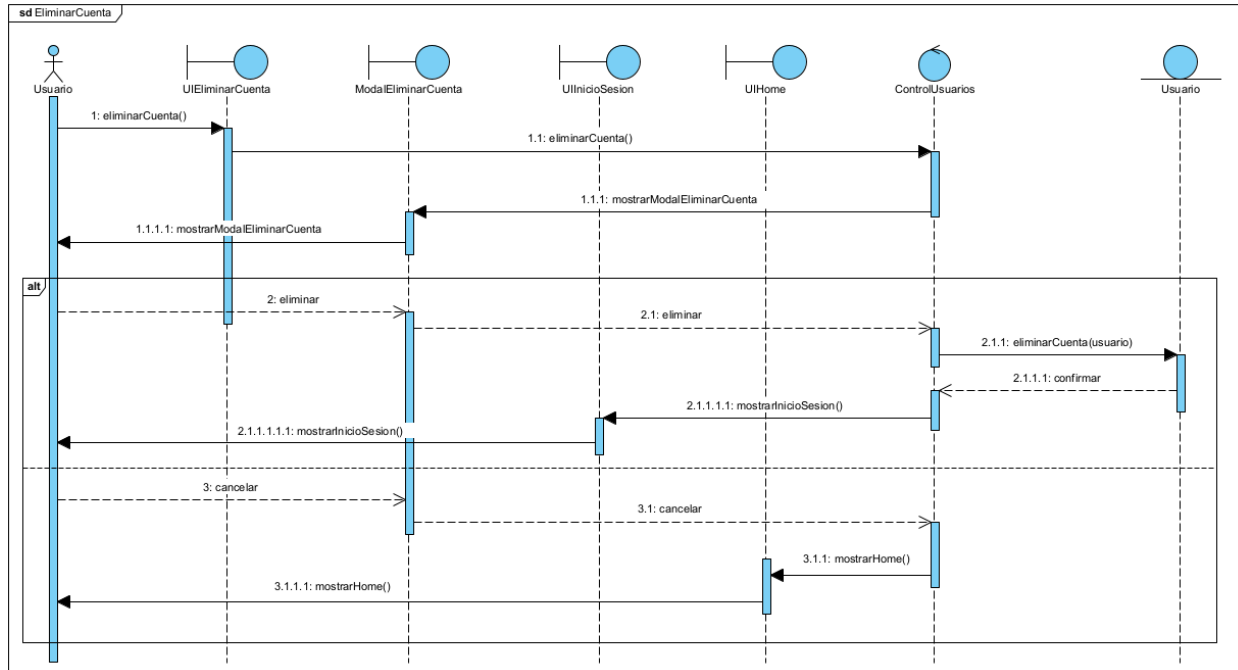 sd EliminarCuenta
Usuario
UIEliminarCuenta
ModalEliminarCuenta
UIInicioSesion
UIHome
ControlUsuarios
Usuario
1: eliminarCuenta()
1.1: eliminarCuenta()
1.1.1: mostrarModalEliminarCuenta
1.1.1.1: mostrarModalEliminarCuenta
alt
2: eliminar
2.1: eliminar
2.1.1: eliminarCuenta(usuario)
2.1.1.1: confirmar
2.1.1.1.1: mostrarInicioSesion()
2.1.1.1.1.1: mostrarInicioSesion()
3: cancelar
3.1: cancelar
3.1.1: mostrarHome()
3.1.1.1: mostrarHome()